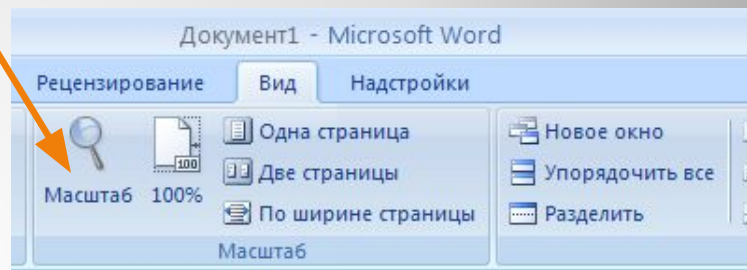 Документ1 - Microsoft Word
Рецензирование Вид Надстройки
Одна страница Новое окно
100
Две страницы Упорядочить все
Масштаб 100%
По ширине страницы Разделить
Масштаб